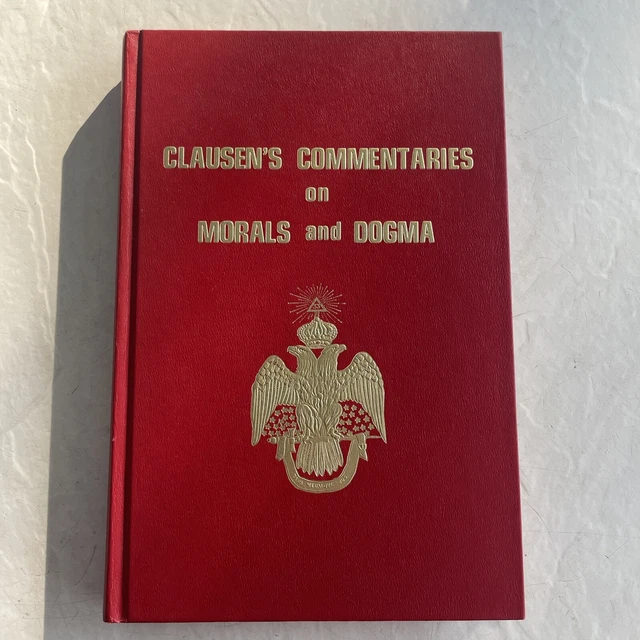 CLAUSEN'S COMMENTARIES
on
MORALS and DOGMA